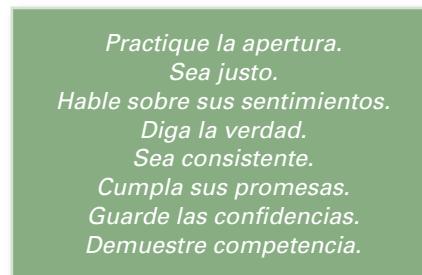 Practique la apertura.
Sea justo.
Hable sobre sus sentimientos.
Diga la verdad.
Sea consistente.
Cumpla sus promesas.
Guarde las confidencias.
Demuestre competencia.